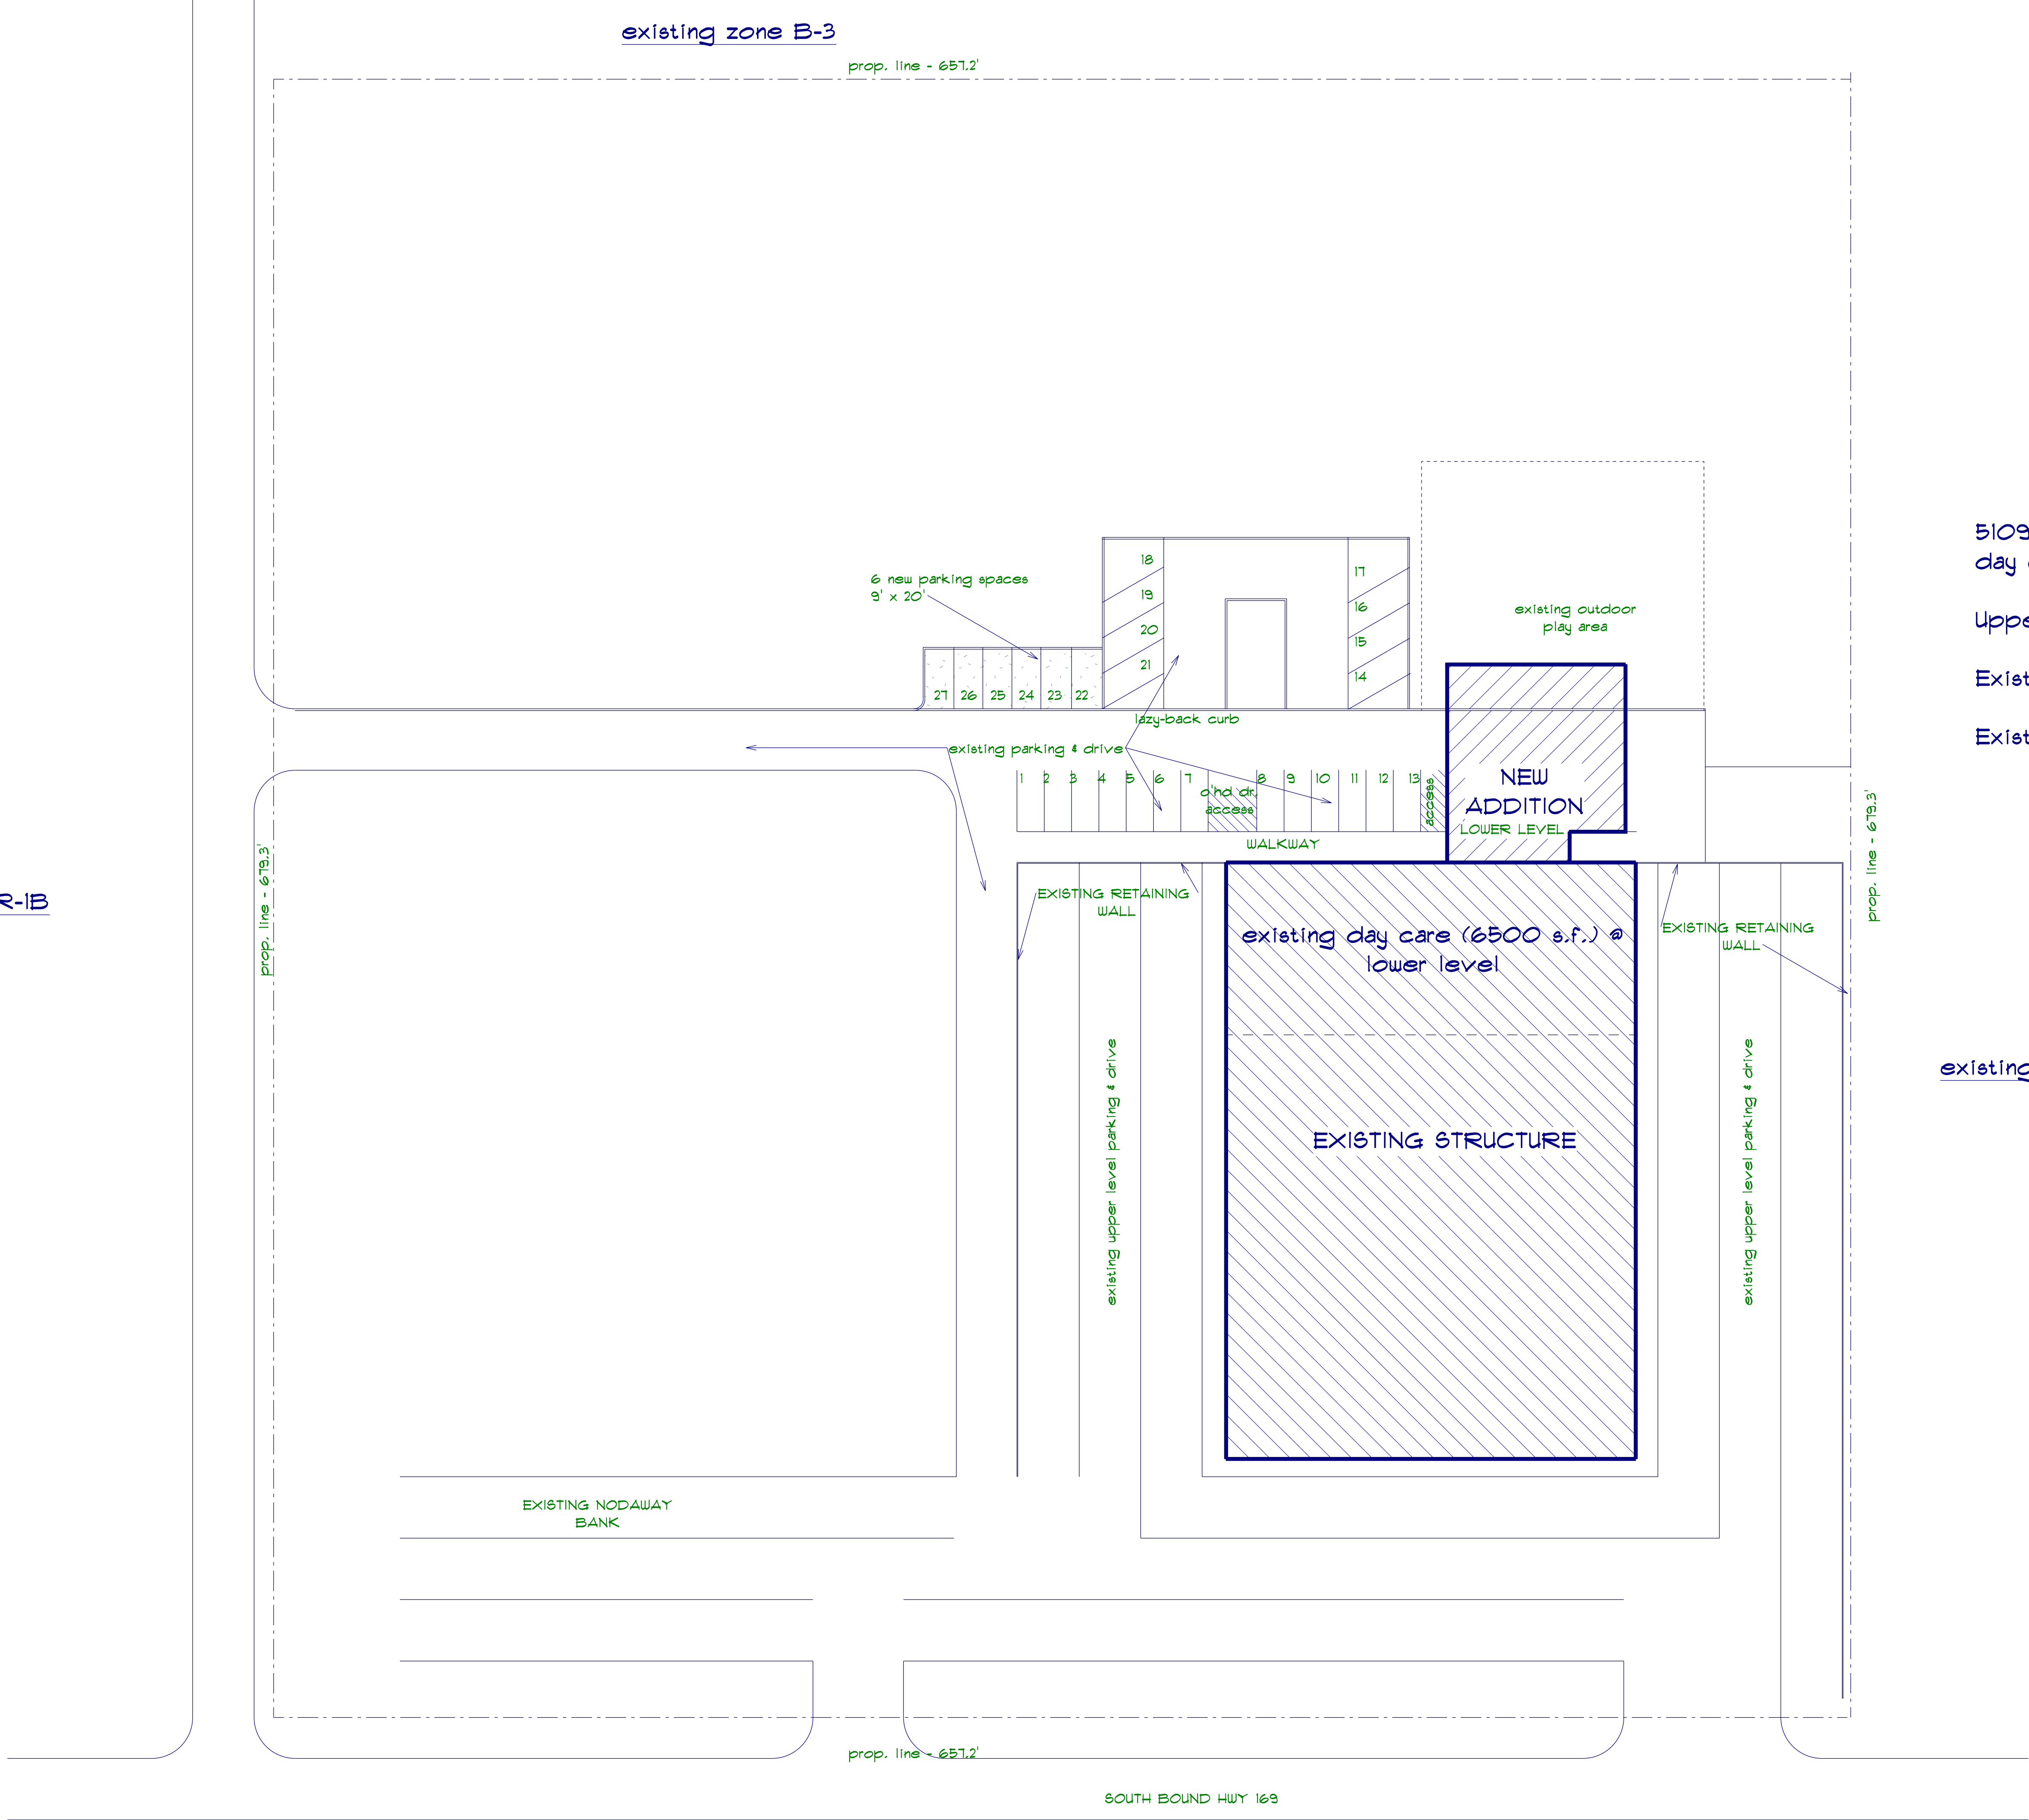 existing zone B-3
prop. line - 657.2'
5109
day
6 new parking spaces
9' x 20'
18
19
20
21
17
16
15
14
existing outdoor
play area
Uppe
Exist
Exist
27 26 25 24 23 22
lazy-back curb
existing parking & drive
1 2 3 4 5 6 7 8 9 10 11 12 13
o'hd dr.
access
access
NEW
ADDITION
LOWER LEVEL
WALKWAY
prop. line - 679.3'
prop. line - 679.3'
R-1B
EXISTING RETAINING
WALL
existing day care (6500 s.f.) @
lower level
EXISTING RETAINING
WALL
existing upper level parking & drive
existing upper level parking & drive
existing
EXISTING STRUCTURE
EXISTING NODAWAY
BANK
prop. line - 657.2'
SOUTH BOUND HWY 169